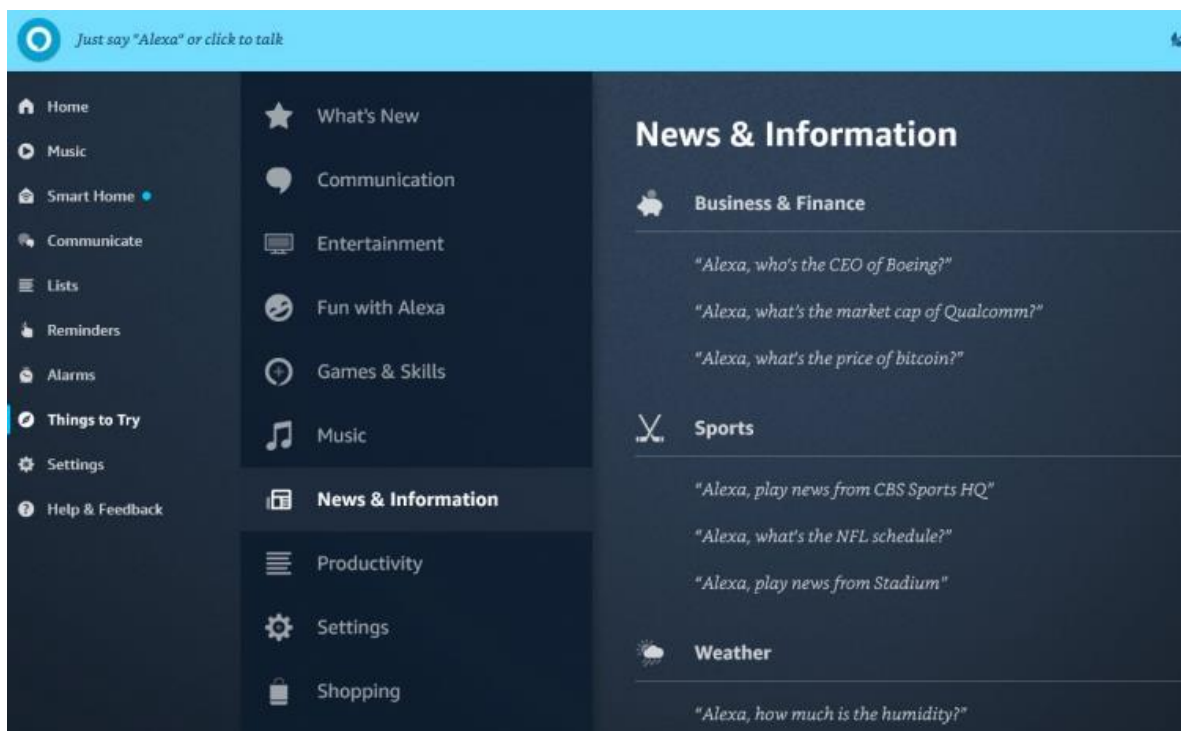 Just say "Alexa" or click to talk
Home
Music
Smart Home
Communicate
Lists
Reminders
Alarms
Things to Try
Settings
Help & Feedback
What's New
Communication
Entertainment
Fun with Alexa
Games & Skills
Music
News & Information
Productivity
Settings
Shopping
News & Information
Business & Finance
"Alexa, who's the CEO of Boeing?"
"Alexa, what's the market cap of Qualcomm?"
"Alexa, what's the price of bitcoin?"
Sports
"Alexa, play news from CBS Sports HQ"
"Alexa, what's the NFL schedule?"
"Alexa, play news from Stadium"
Weather
"Alexa, how much is the humidity?"